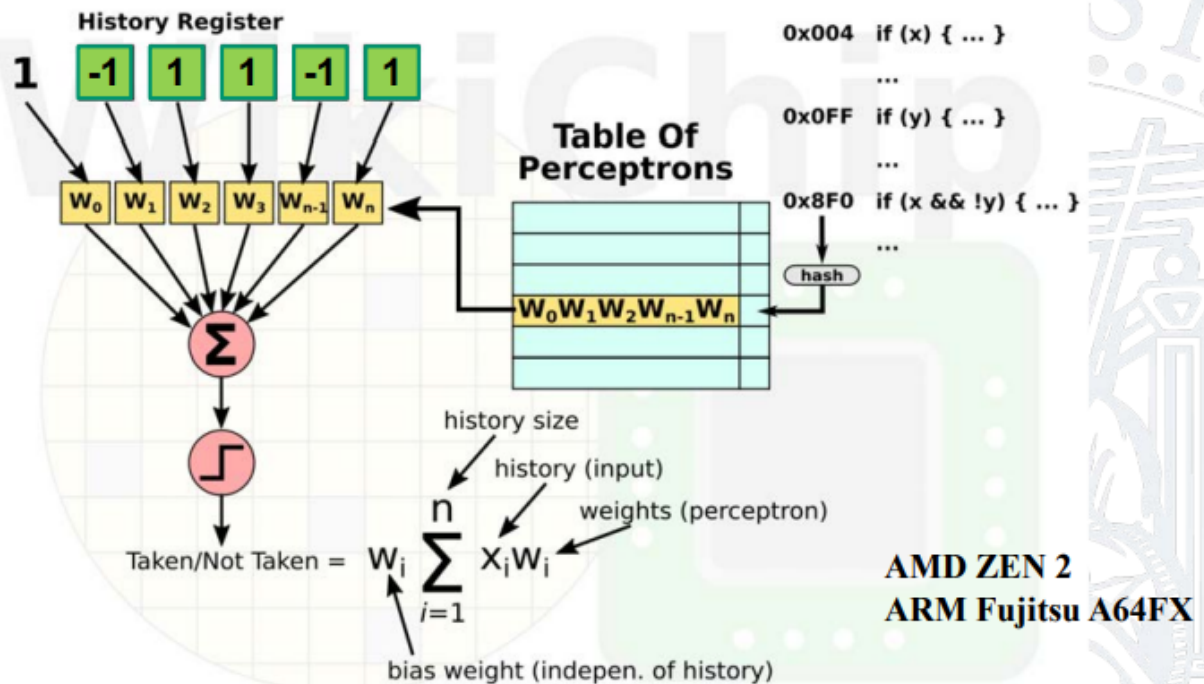 History Register
1 -1 1 1 -1 1
W₀ W₁ W₂ W₃ Wₙ₋₁ Wₙ
Σ
Table Of
Perceptrons
W₀W₁W₂Wₙ₋₁Wₙ
0x004 if (x) { ... }
...
0x0FF if (y) { ... }
...
0x8F0 if (x && !y) { ... }
...
hash
history size
history (input)
weights (perceptron)
n
Taken/Not Taken = wᵢ Σ xᵢwᵢ
i=1
bias weight (indepen. of history)
AMD ZEN 2
ARM Fujitsu A64FX
WikiChip